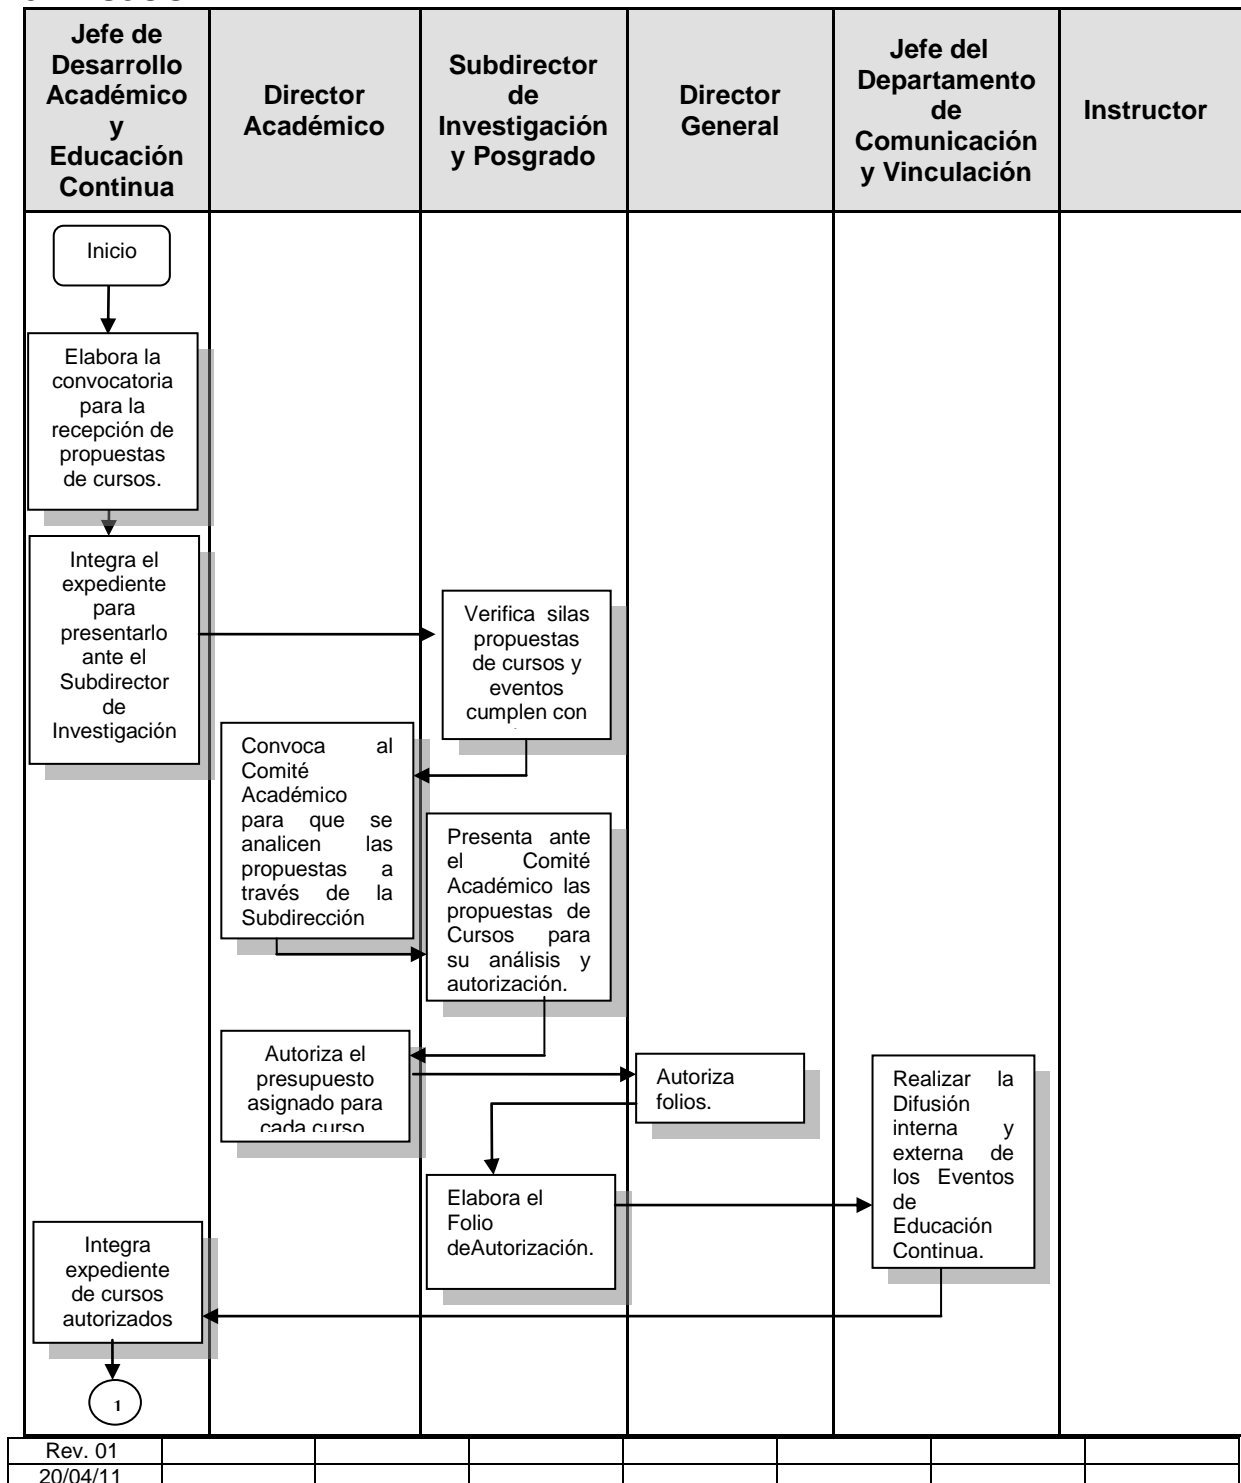 Jefe de
Desarrollo
Académico
y
Educación
Continua
Director
Académico
Subdirector
de
Investigación
y Posgrado
Director
General
Jefe del
Departamento
de
Comunicación
y Vinculación
Instructor
Inicio
Elabora la
convocatoria
para la
recepción de
propuestas
de cursos.
Integra el
expediente
para
presentarlo
ante el
Subdirector
de
Investigación
Verifica silas
propuestas
de cursos y
eventos
cumplen con
Convoca al
Comité
Académico
para que se
analicen las
propuestas a
través de la
Subdirección
Presenta ante
el Comité
Académico las
propuestas de
Cursos para
su análisis y
autorización.
Autoriza el
presupuesto
asignado para
cada curso
Autoriza
folios.
Realizar la
Difusión
interna y
externa de
los Eventos
de
Educación
Continua.
Elabora el
Folio
deAutorización.
Integra
expediente
de cursos
autorizados
1
Rev. 01
20/04/11